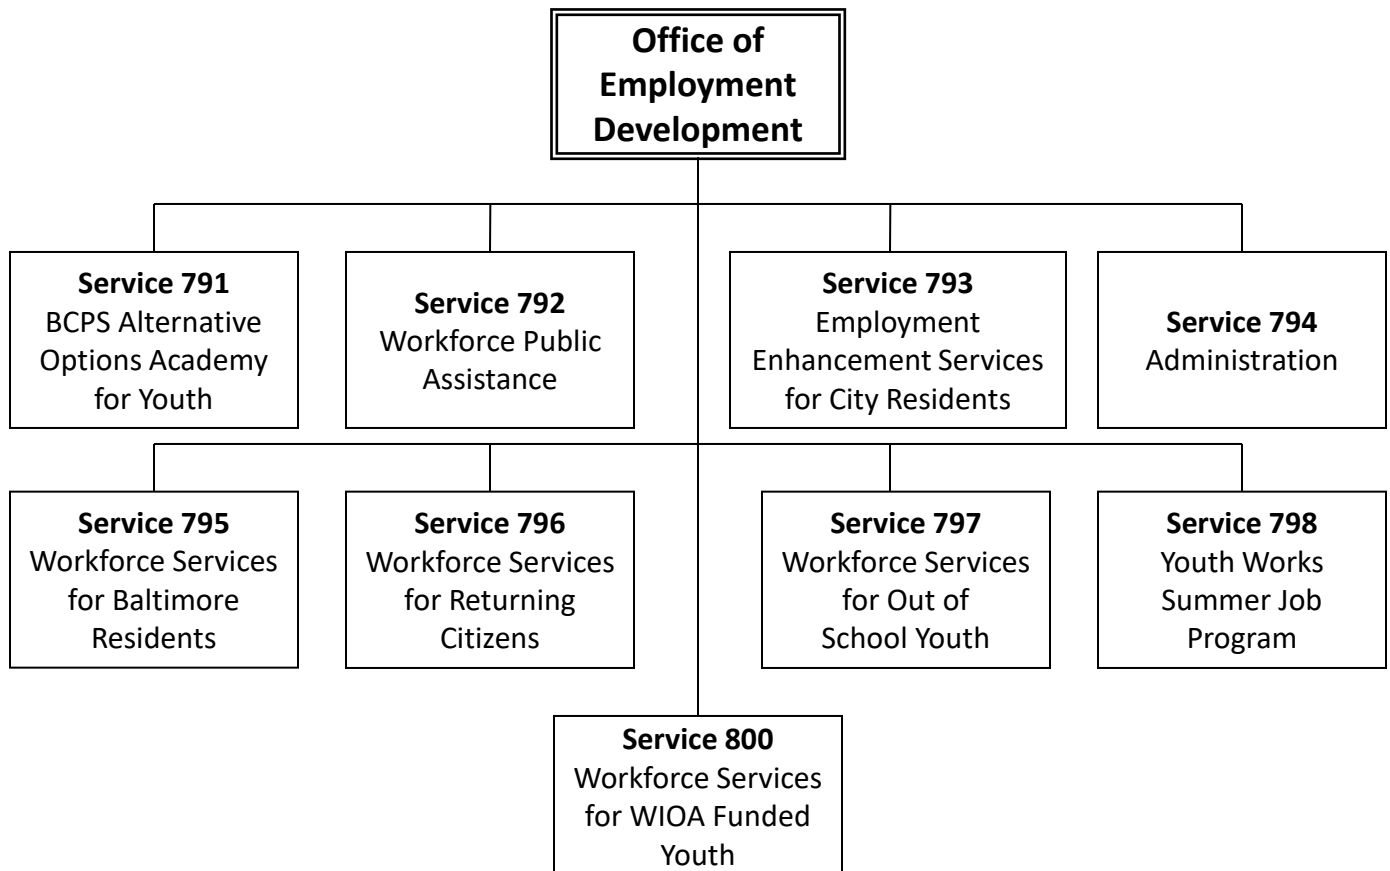 Office of
Employment
Development
Service 791
BCPS Alternative
Options Academy
for Youth
Service 792
Workforce Public
Assistance
Service 793
Employment
Enhancement Services
for City Residents
Service 794
Administration
Service 795
Workforce Services
for Baltimore
Residents
Service 796
Workforce Services
for Returning
Citizens
Service 797
Workforce Services
for Out of
School Youth
Service 798
Youth Works
Summer Job
Program
Service 800
Workforce Services
for WIOA Funded
Youth